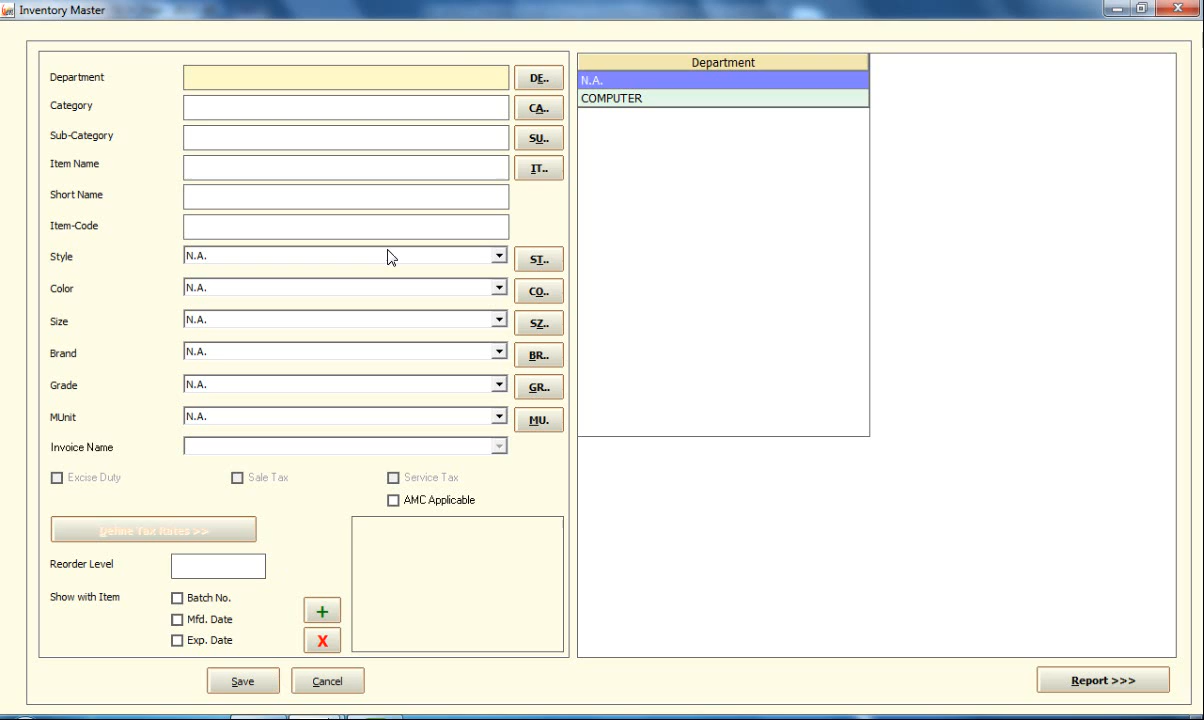 Inventory Master
Department DE..
Category CA..
Sub-Category SU..
Item Name IT..
Short Name
Item-Code
Style N.A. ST..
Color N.A. CO..
Size N.A. SZ..
Brand N.A. BR..
Grade N.A. GR..
MUnit N.A. MU.
Invoice Name
Excise Duty Sale Tax Service Tax
AMC Applicable
Define Tax Rates >>
Reorder Level
Show with Item Batch No.
Mfd. Date
Exp. Date
+
X
Save Cancel
Department
N.A.
COMPUTER
Report >>>